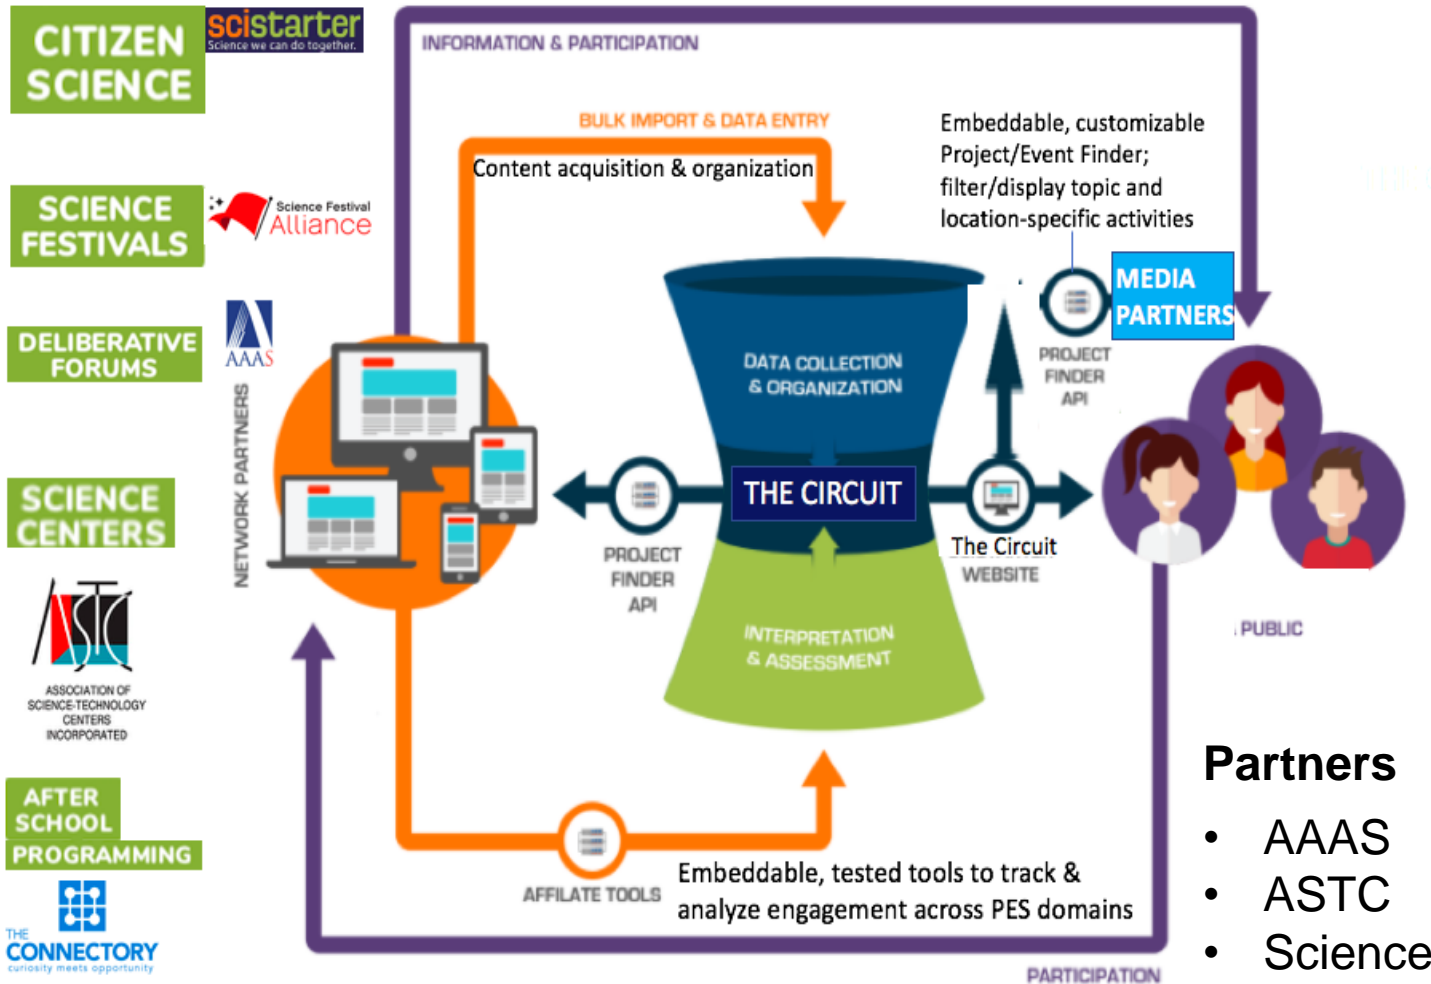 CITIZEN
SCIENCE
scistarter
Science we can do together.
INFORMATION & PARTICIPATION
BULK IMPORT & DATA ENTRY
Content acquisition & organization
Embeddable, customizable
Project/Event Finder;
filter/display topic and
location-specific activities
SCIENCE
FESTIVALS
Science Festival
Alliance
MEDIA
PARTNERS
DELIBERATIVE
FORUMS
AAAS
NETWORK PARTNERS
DATA COLLECTION
& ORGANIZATION
PROJECT
FINDER
API
SCIENCE
CENTERS
THE CIRCUIT
PROJECT
FINDER
API
The Circuit
WEBSITE
ASTC
ASSOCIATION OF
SCIENCE-TECHNOLOGY
CENTERS
INCORPORATED
INTERPRETATION
& ASSESSMENT
PUBLIC
AFTER
SCHOOL
PROGRAMMING
THE
CONNECTORY
curiosity meets opportunity
AFFILATE TOOLS
Embeddable, tested tools to track &
analyze engagement across PES domains
PARTICIPATION
Partners
• AAAS
• ASTC
• Science